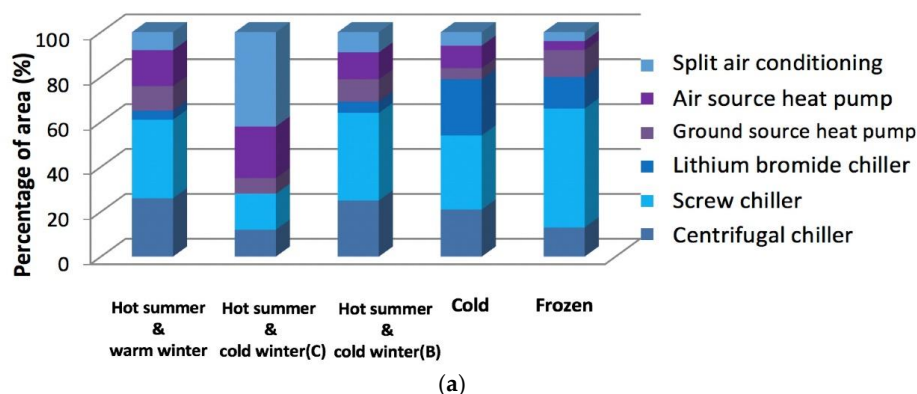 Percentage of area (%)
100
80
60
40
20
0
Hot summer
&
warm winter
Hot summer
&
cold winter(C)
Hot summer
&
cold winter(B)
Cold
Frozen
Split air conditioning
Air source heat pump
Ground source heat pump
Lithium bromide chiller
Screw chiller
Centrifugal chiller
(a)